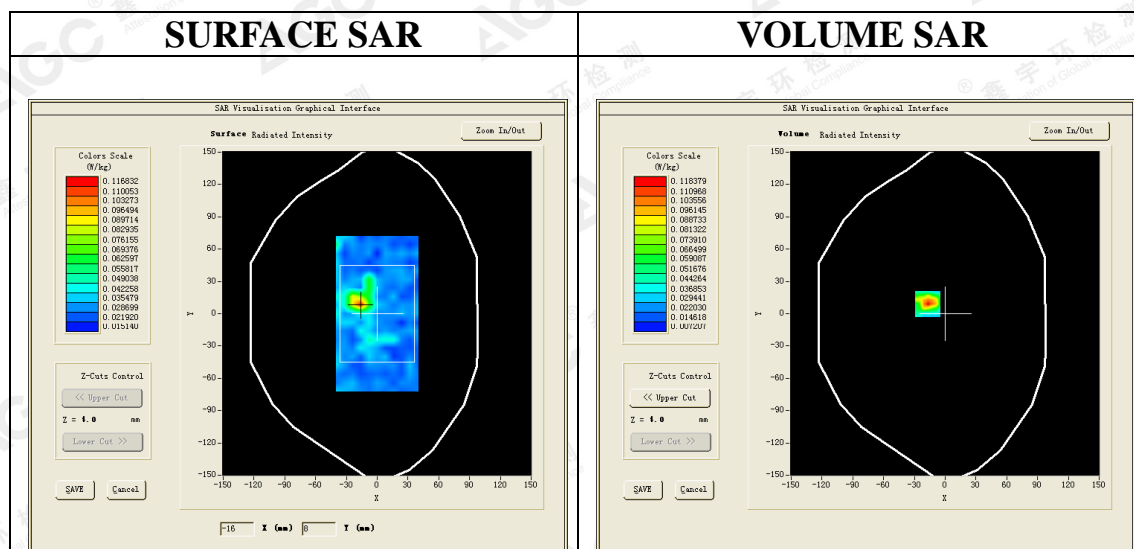 SURFACE SAR
VOLUME SAR
SAR Visualisation Graphical Interface
Surface Radiated Intensity
Zoom In/Out
Colors Scale
(W/kg)
0.116832
0.110053
0.103273
0.096494
0.089714
0.082935
0.076155
0.069376
0.062597
0.055817
0.049038
0.042258
0.035479
0.028699
0.021920
0.015140
150
120
90
60
30
0
-30
-60
-90
-120
-150
Y
-150 -120 -90 -60 -30 0 30 60 90 120 150
X
Z-Cuts Control
<< Upper Cut
Z = 4.0 mm
Lower Cut >>
SAVE Cancel
-16 X (mm) 8 Y (mm)
SAR Visualisation Graphical Interface
Volume Radiated Intensity
Zoom In/Out
Colors Scale
(W/kg)
0.118379
0.110968
0.103556
0.096145
0.088733
0.081322
0.073910
0.066499
0.059087
0.051676
0.044264
0.036853
0.029441
0.022030
0.014618
0.007207
150
120
90
60
30
0
-30
-60
-90
-120
-150
Y
-150 -120 -90 -60 -30 0 30 60 90 120 150
X
Z-Cuts Control
<< Upper Cut
Z = 4.0 mm
Lower Cut >>
SAVE Cancel